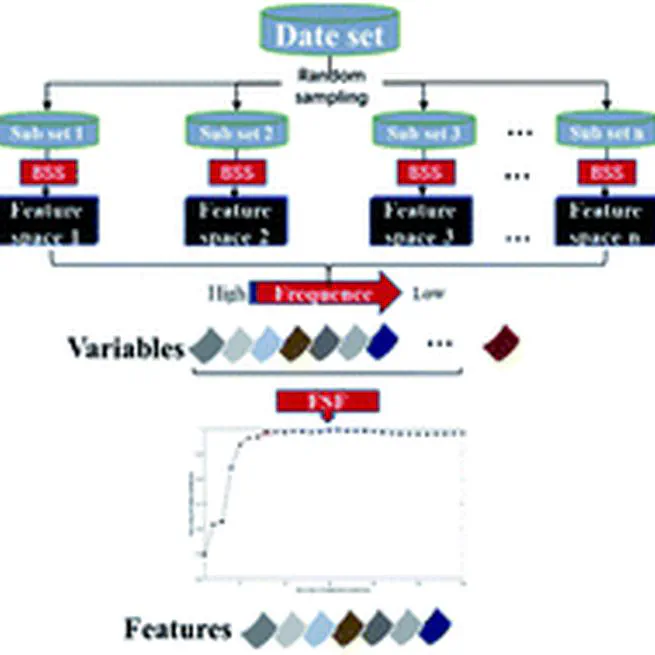 Date set
Random
sampling
Sub set 1
Sub set 2
Sub set 3
...
Sub set n
BSS
BSS
BSS
...
BSS
Feature
space 1
Feature
space 2
Feature
space 3
...
Feature
space n
High
Frequence
Low
Variables
...
FSF
Features